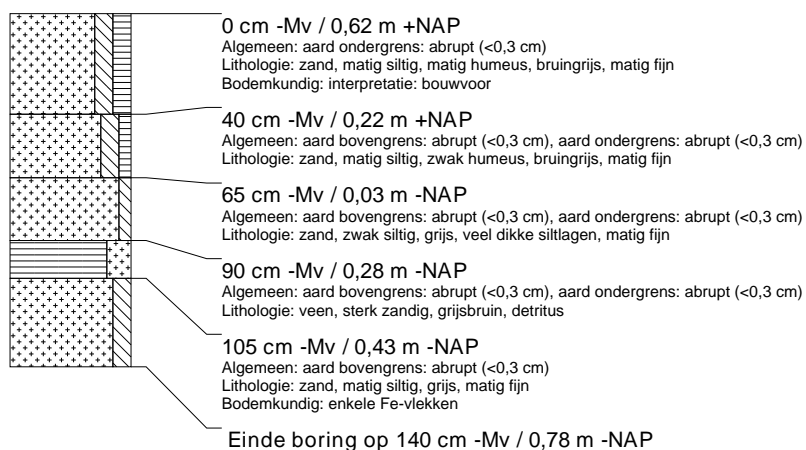 0 cm -Mv / 0,62 m +NAP
Algemeen: aard ondergrens: abrupt (<0,3 cm)
Lithologie: zand, matig siltig, matig humeus, bruingrijs, matig fijn
Bodemkundig: interpretatie: bouwvoor
40 cm -Mv / 0,22 m +NAP
Algemeen: aard bovengrens: abrupt (<0,3 cm), aard ondergrens: abrupt (<0,3 cm)
Lithologie: zand, matig siltig, zwak humeus, bruingrijs, matig fijn
65 cm -Mv / 0,03 m -NAP
Algemeen: aard bovengrens: abrupt (<0,3 cm), aard ondergrens: abrupt (<0,3 cm)
Lithologie: zand, zwak siltig, grijs, veel dikke siltlagen, matig fijn
90 cm -Mv / 0,28 m -NAP
Algemeen: aard bovengrens: abrupt (<0,3 cm), aard ondergrens: abrupt (<0,3 cm)
Lithologie: veen, sterk zandig, grijsbruin, detritus
105 cm -Mv / 0,43 m -NAP
Algemeen: aard bovengrens: abrupt (<0,3 cm)
Lithologie: zand, matig siltig, grijs, matig fijn
Bodemkundig: enkele Fe-vlekken
Einde boring op 140 cm -Mv / 0,78 m -NAP